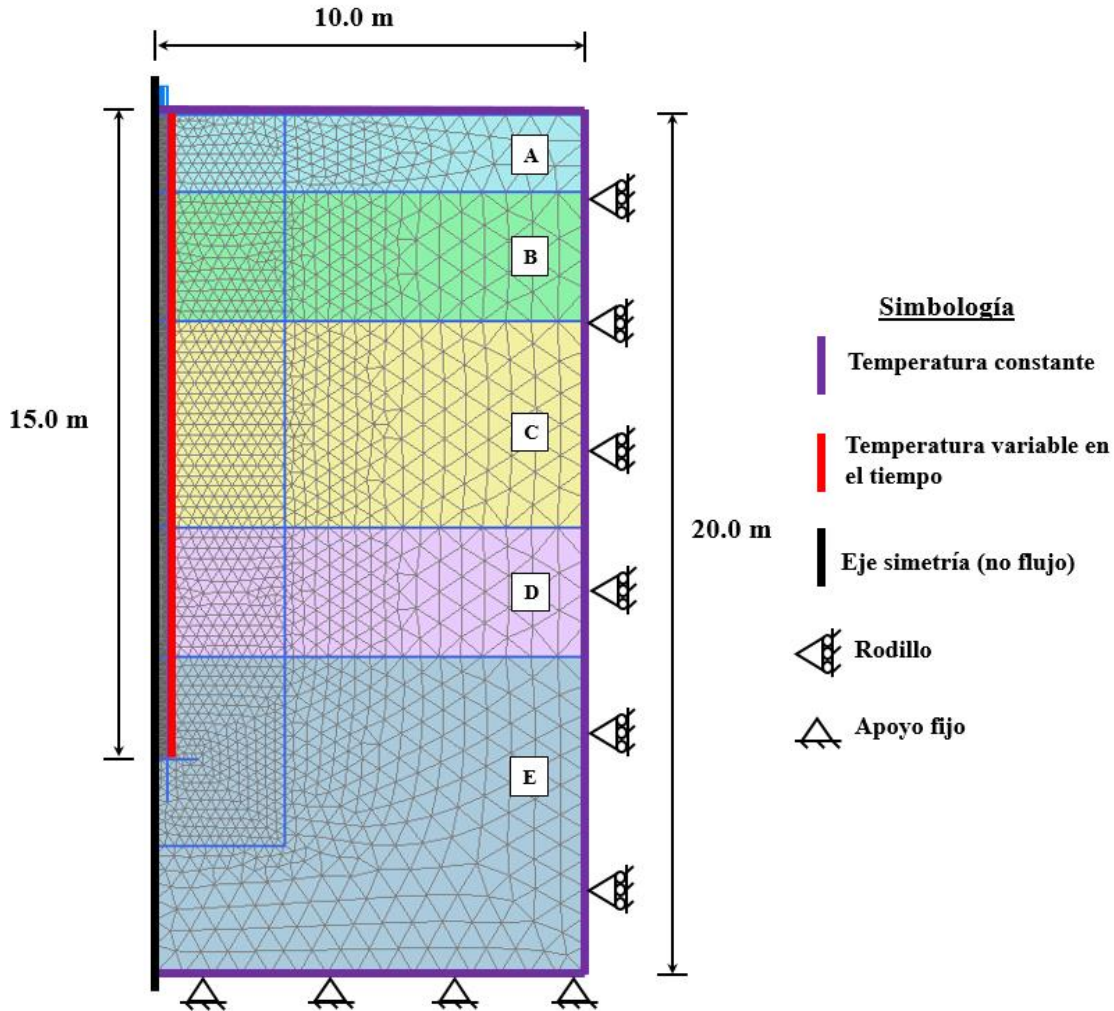 10.0 m
A
B
C
D
E
15.0 m
20.0 m
Simbología
Temperatura constante
Temperatura variable en
el tiempo
Eje simetría (no flujo)
Rodillo
Apoyo fijo